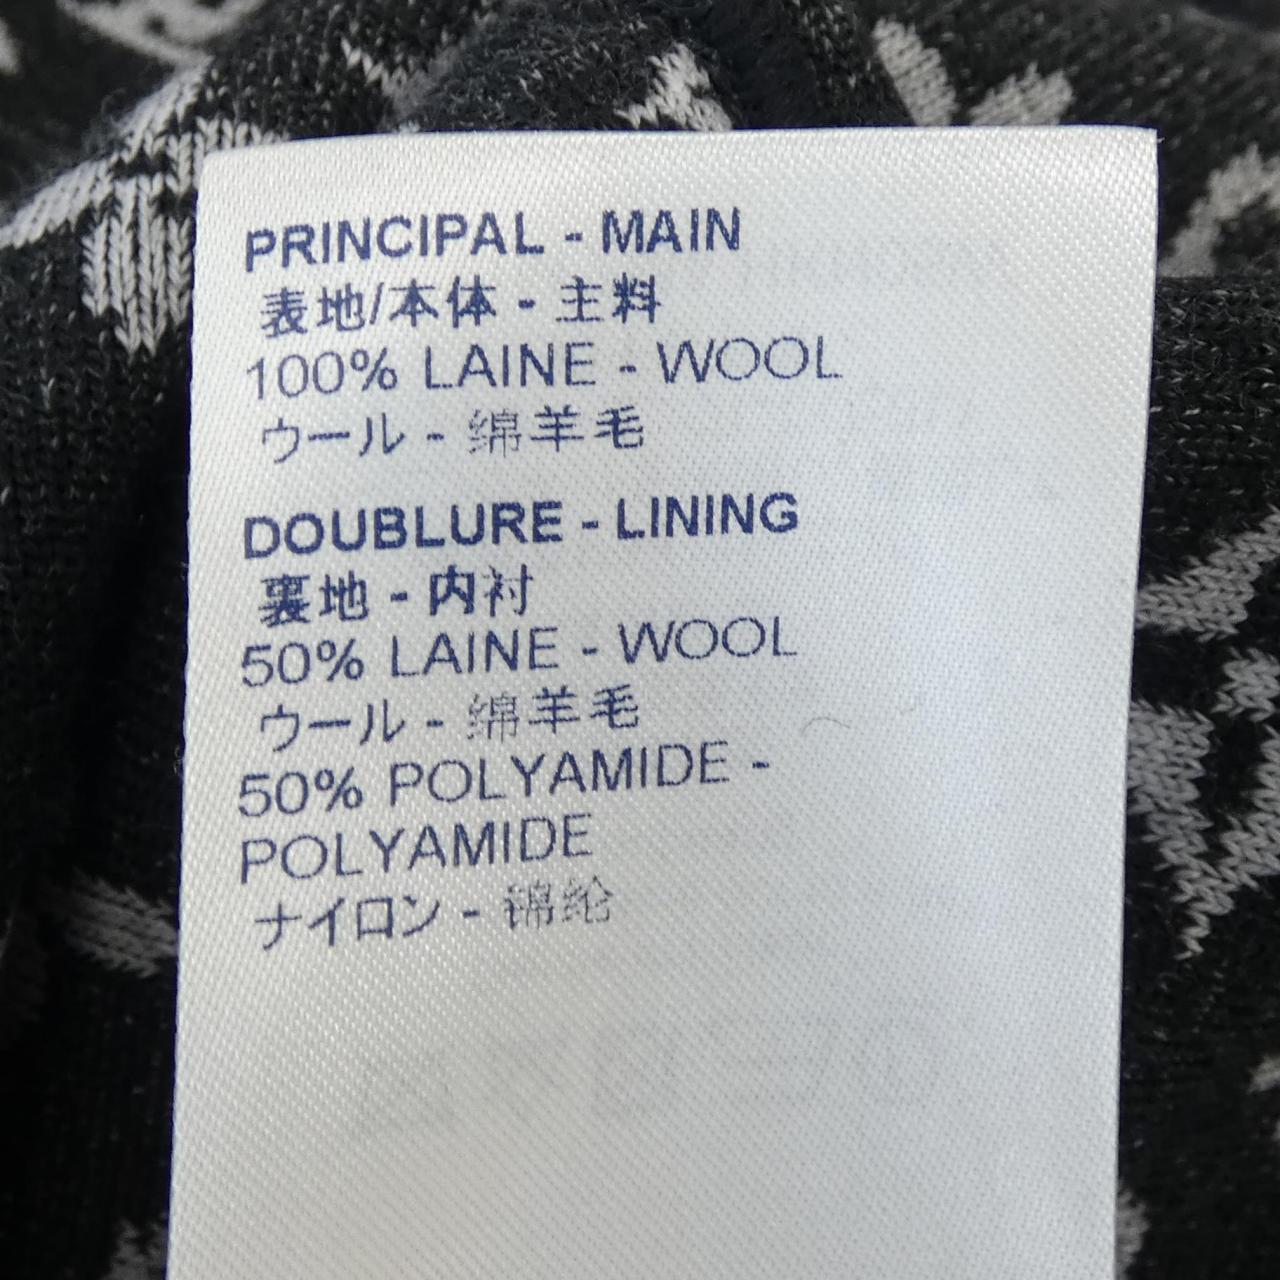 PRINCIPAL - MAIN
表地/本体 - 主料
100% LAINE - WOOL
ウール - 绵羊毛
DOUBLURE - LINING
裏地 - 内衬
50% LAINE - WOOL
ウール - 绵羊毛
50% POLYAMIDE -
POLYAMIDE
ナイロン - 锦纶